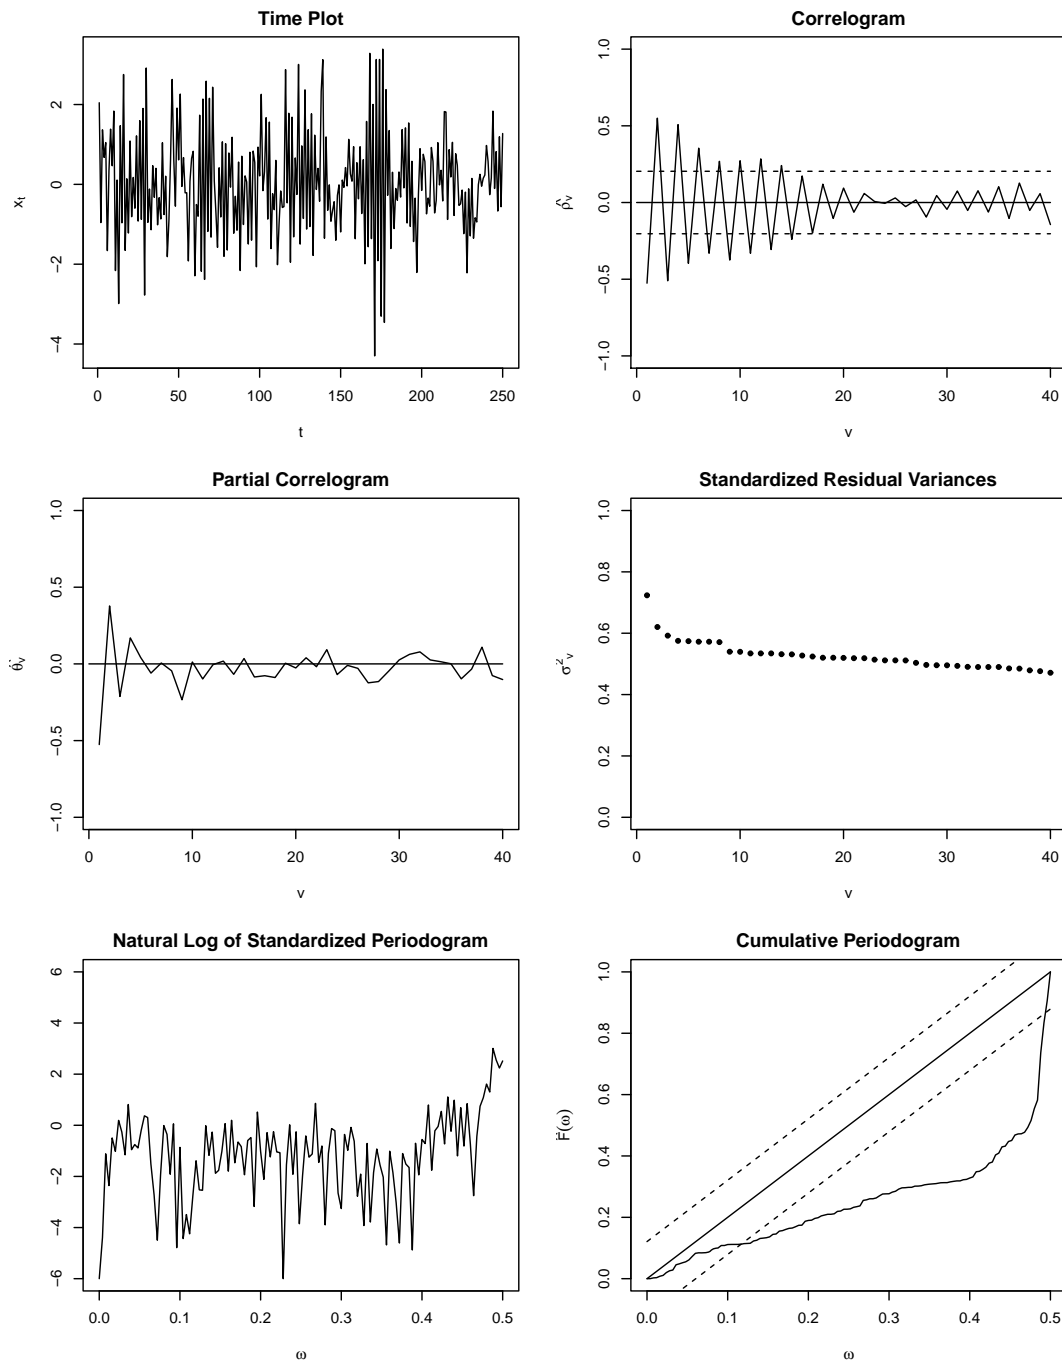 Time Plot
x_t
2
0
−2
−4
0 50 100 150 200 250
t
Correlogram
ρ̂_v
1.0
0.5
0.0
−0.5
−1.0
0 10 20 30 40
v
Partial Correlogram
θ̂_v
1.0
0.5
0.0
−0.5
−1.0
0 10 20 30 40
v
Standardized Residual Variances
σ̂²_v
1.0
0.8
0.6
0.4
0.2
0.0
0 10 20 30 40
v
Natural Log of Standardized Periodogram
6
4
2
0
−2
−4
−6
0.0 0.1 0.2 0.3 0.4 0.5
ω
Cumulative Periodogram
F̂(ω)
1.0
0.8
0.6
0.4
0.2
0.0
0.0 0.1 0.2 0.3 0.4 0.5
ω